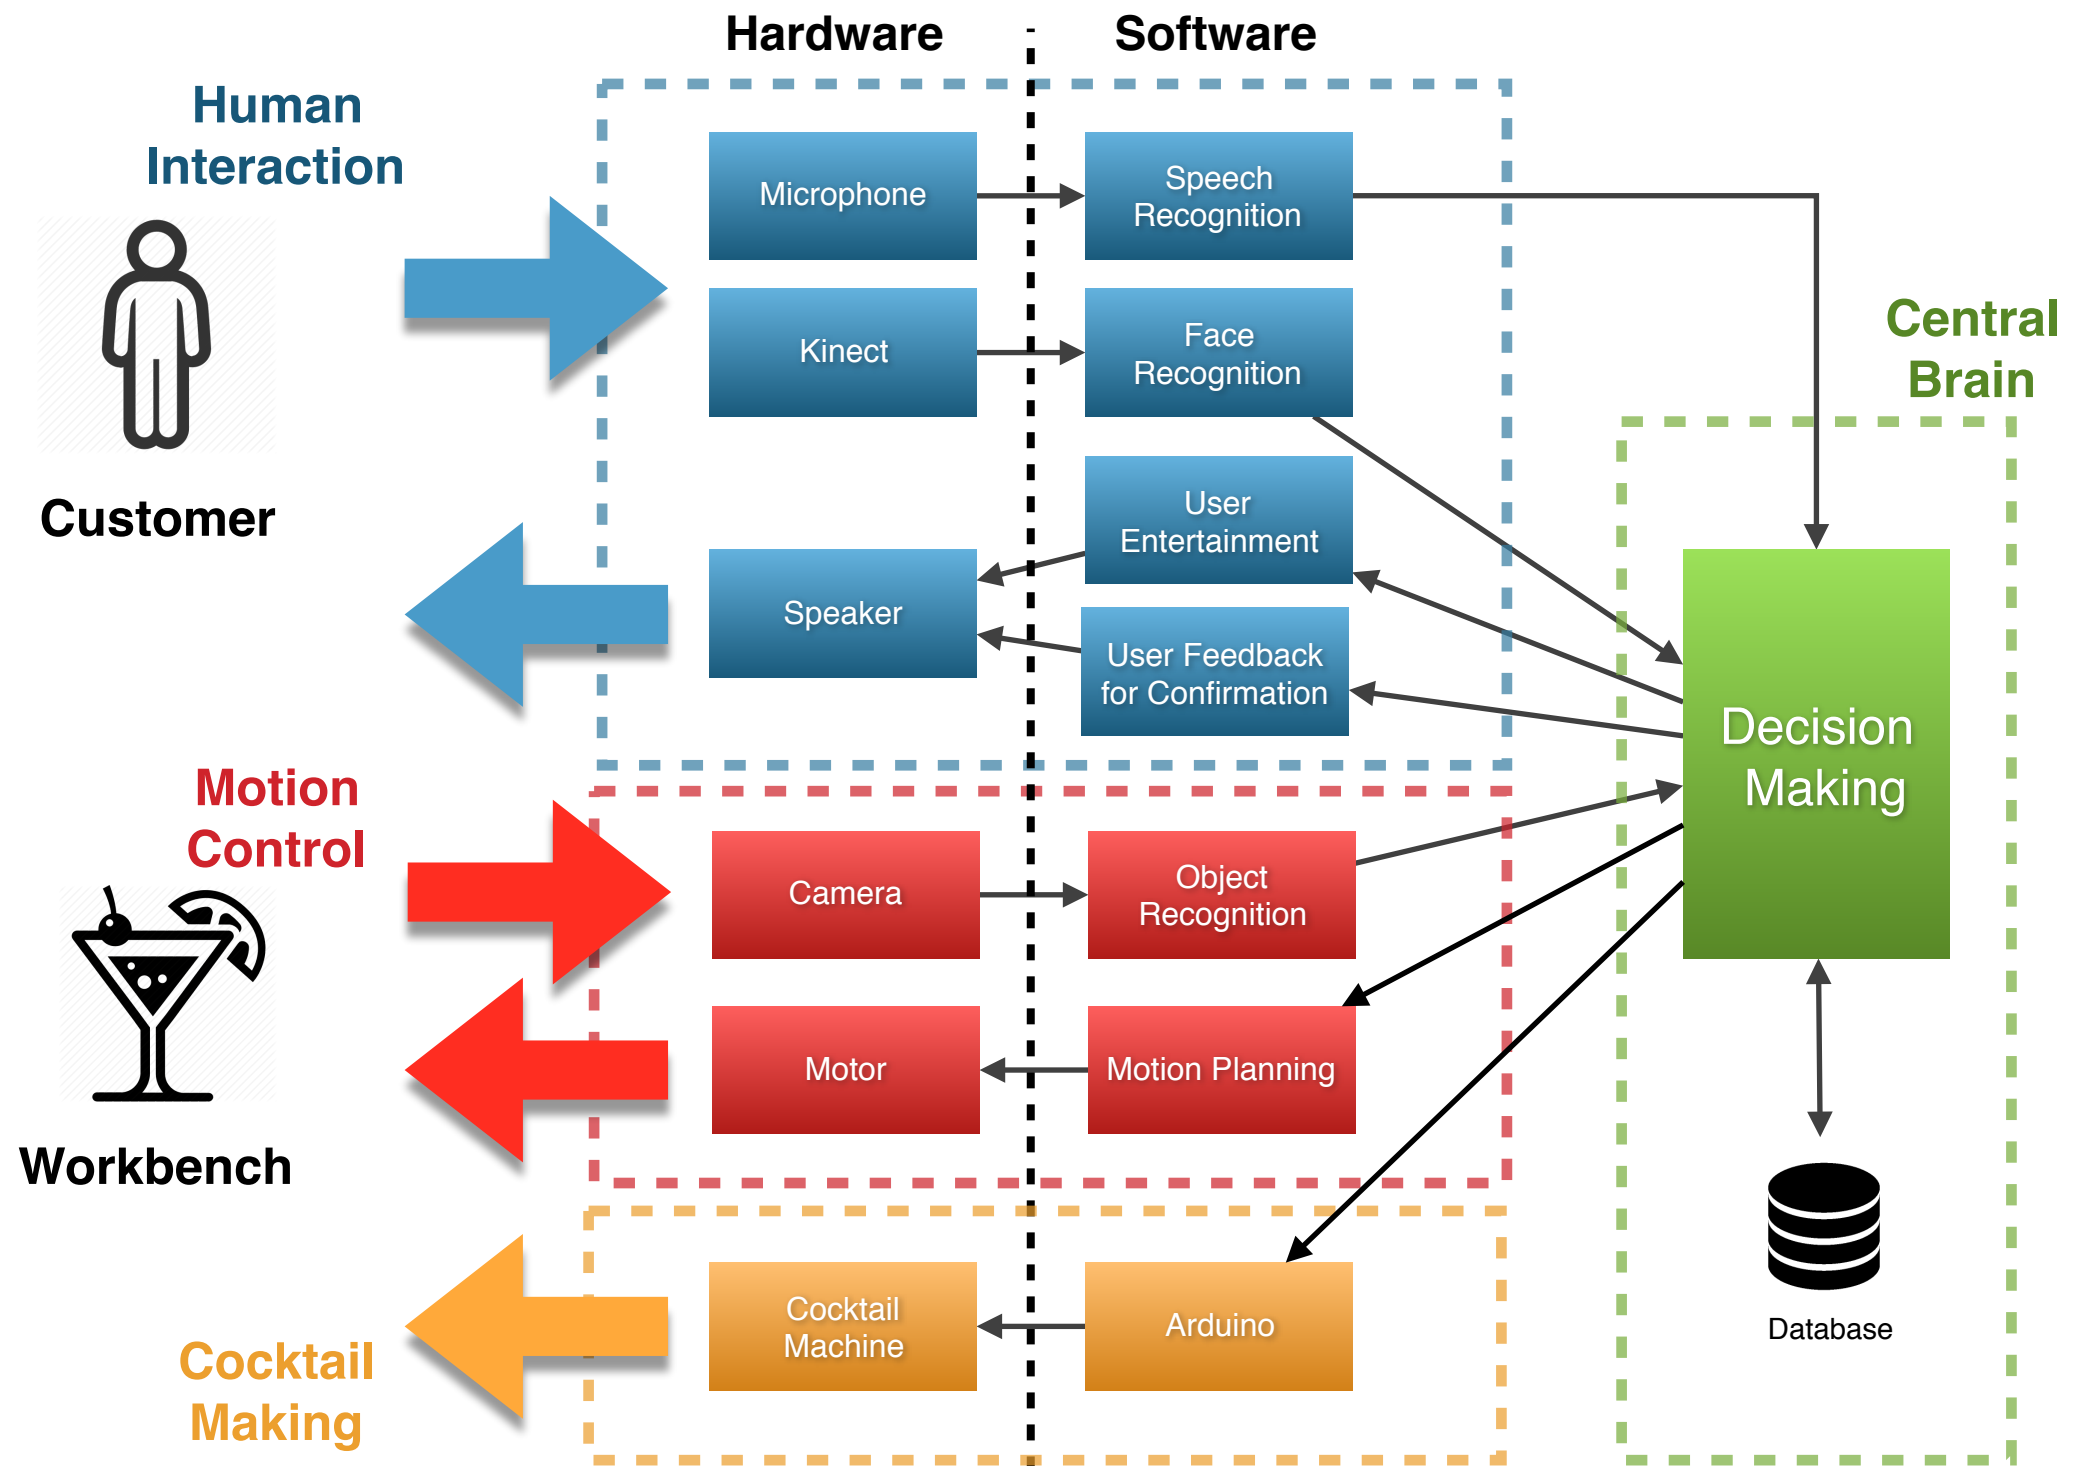 Hardware
Software
Human
Interaction
Microphone
Speech
Recognition
Kinect
Face
Recognition
Central
Brain
Customer
User
Entertainment
Speaker
User Feedback
for Confirmation
Decision
Making
Motion
Control
Camera
Object
Recognition
Motor
Motion Planning
Workbench
Cocktail
Machine
Arduino
Database
Cocktail
Making